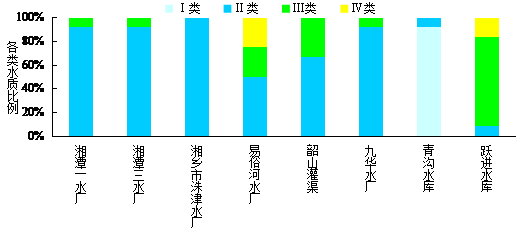 Ⅰ类 Ⅱ类 Ⅲ类 Ⅳ类
各类水质比例
100%
80%
60%
40%
20%
0%
湘潭一水厂
湘潭三水厂
湘乡市洙津水厂
易俗河水厂
韶山灌渠
九华水厂
青沟水库
跃进水库